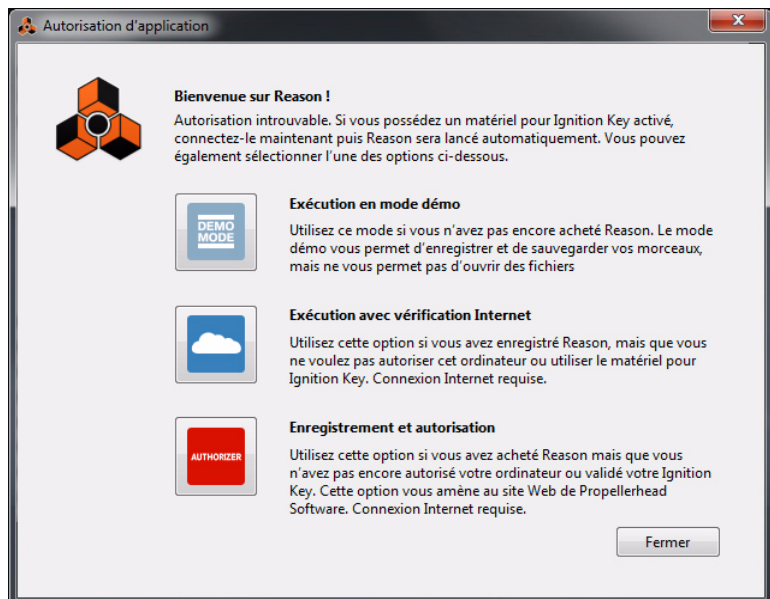 Autorisation d'application
Bienvenue sur Reason !
Autorisation introuvable. Si vous possédez un matériel pour Ignition Key activé,
connectez-le maintenant puis Reason sera lancé automatiquement. Vous pouvez
également sélectionner l'une des options ci-dessous.
DEMO
MODE
Exécution en mode démo
Utilisez ce mode si vous n'avez pas encore acheté Reason. Le mode
démo vous permet d'enregistrer et de sauvegarder vos morceaux,
mais ne vous permet pas d'ouvrir des fichiers
Exécution avec vérification Internet
Utilisez cette option si vous avez enregistré Reason, mais que vous
ne voulez pas autoriser cet ordinateur ou utiliser le matériel pour
Ignition Key. Connexion Internet requise.
AUTHORIZER
Enregistrement et autorisation
Utilisez cette option si vous avez acheté Reason mais que vous
n'avez pas encore autorisé votre ordinateur ou validé votre Ignition
Key. Cette option vous amène au site Web de Propellerhead
Software. Connexion Internet requise.
Fermer